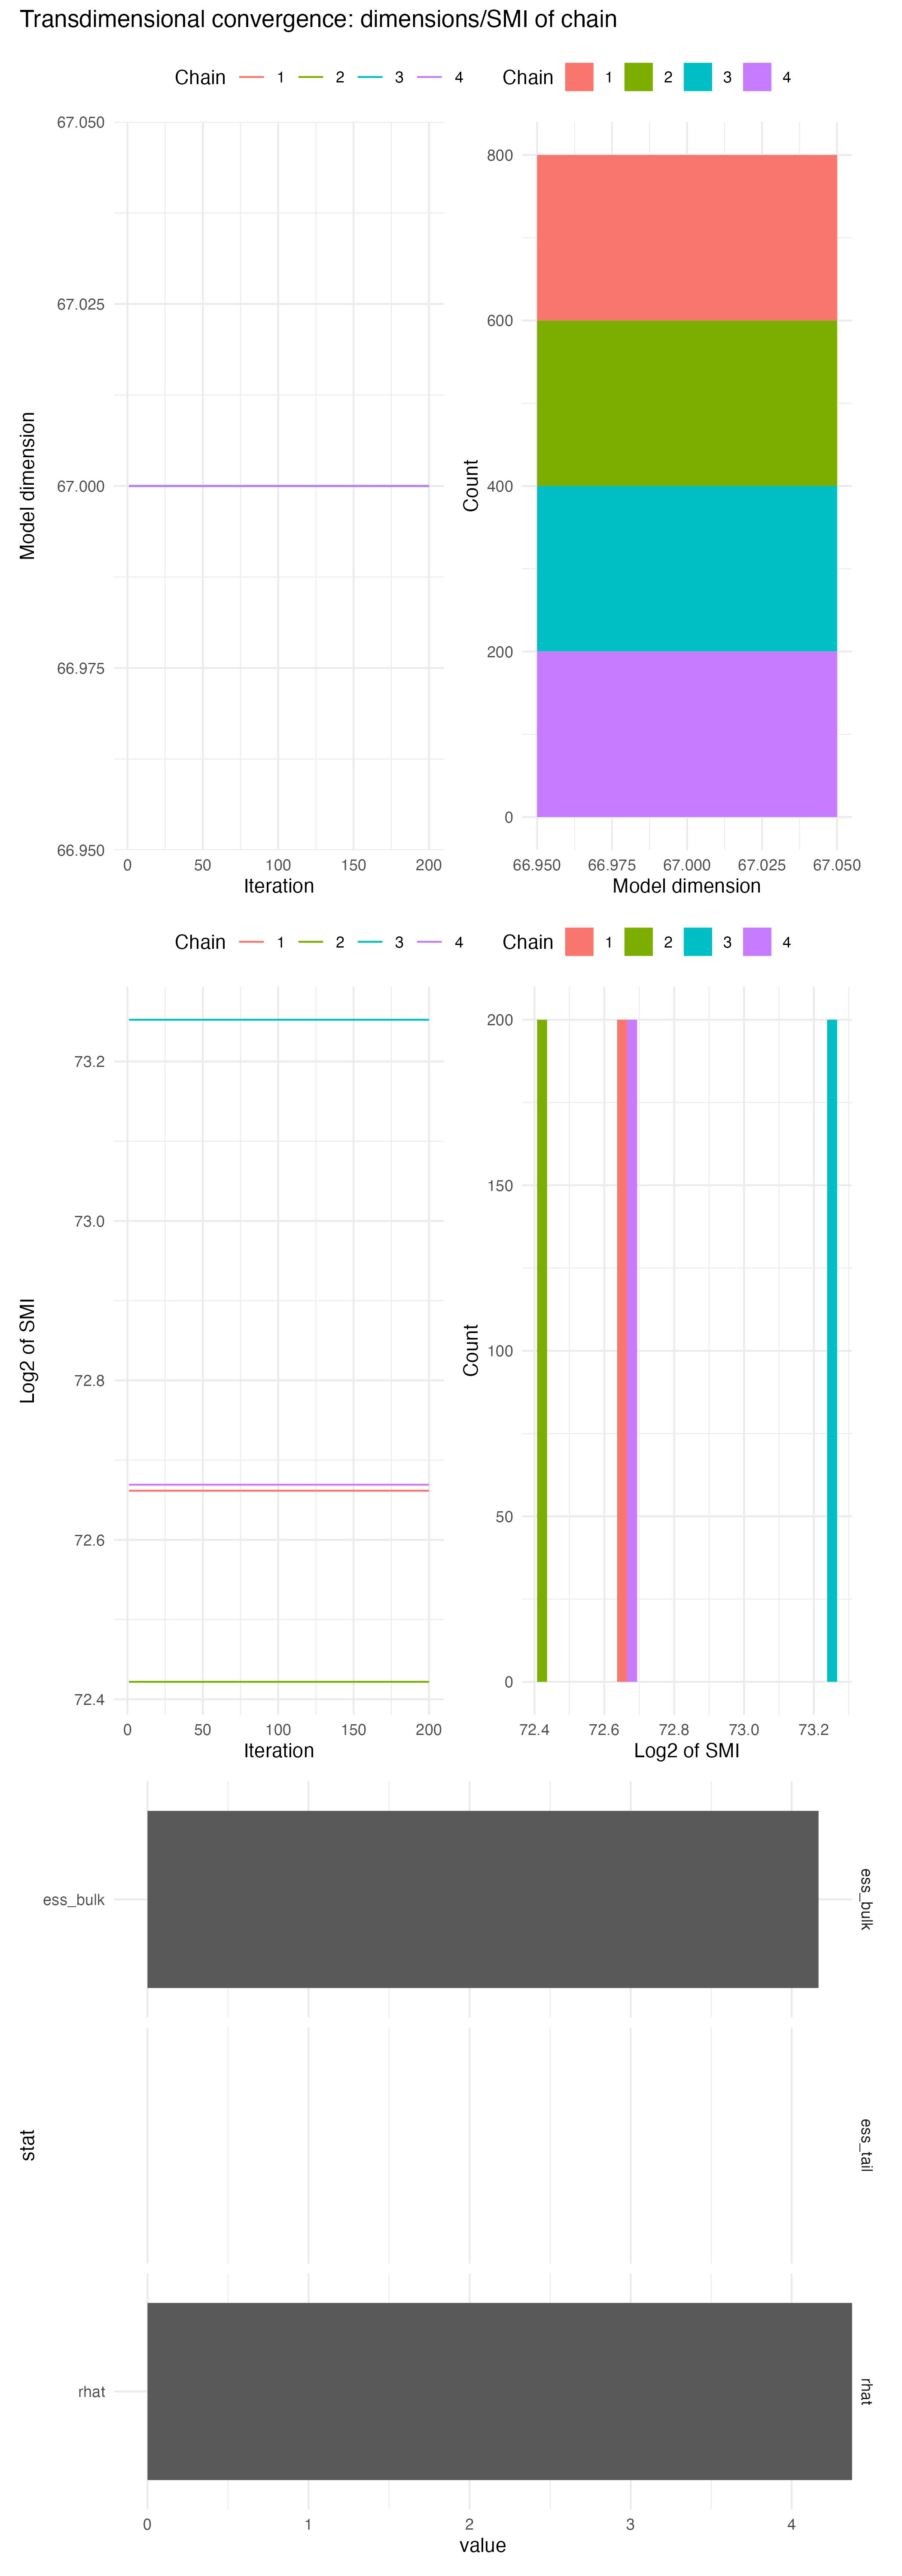 Transdimensional convergence: dimensions/SMI of chain
Chain 1 2 3 4
Chain 1 2 3 4
67.050
67.025
67.000
66.975
66.950
Model dimension
0 50 100 150 200
Iteration
800
600
400
200
0
Count
66.950 66.975 67.000 67.025 67.050
Model dimension
Chain 1 2 3 4
Chain 1 2 3 4
73.2
73.0
72.8
72.6
72.4
Log2 of SMI
0 50 100 150 200
Iteration
200
150
100
50
0
Count
72.4 72.6 72.8 73.0 73.2
Log2 of SMI
ess_bulk
ess_bulk
stat
ess_tail
rhat
rhat
0 1 2 3 4
value